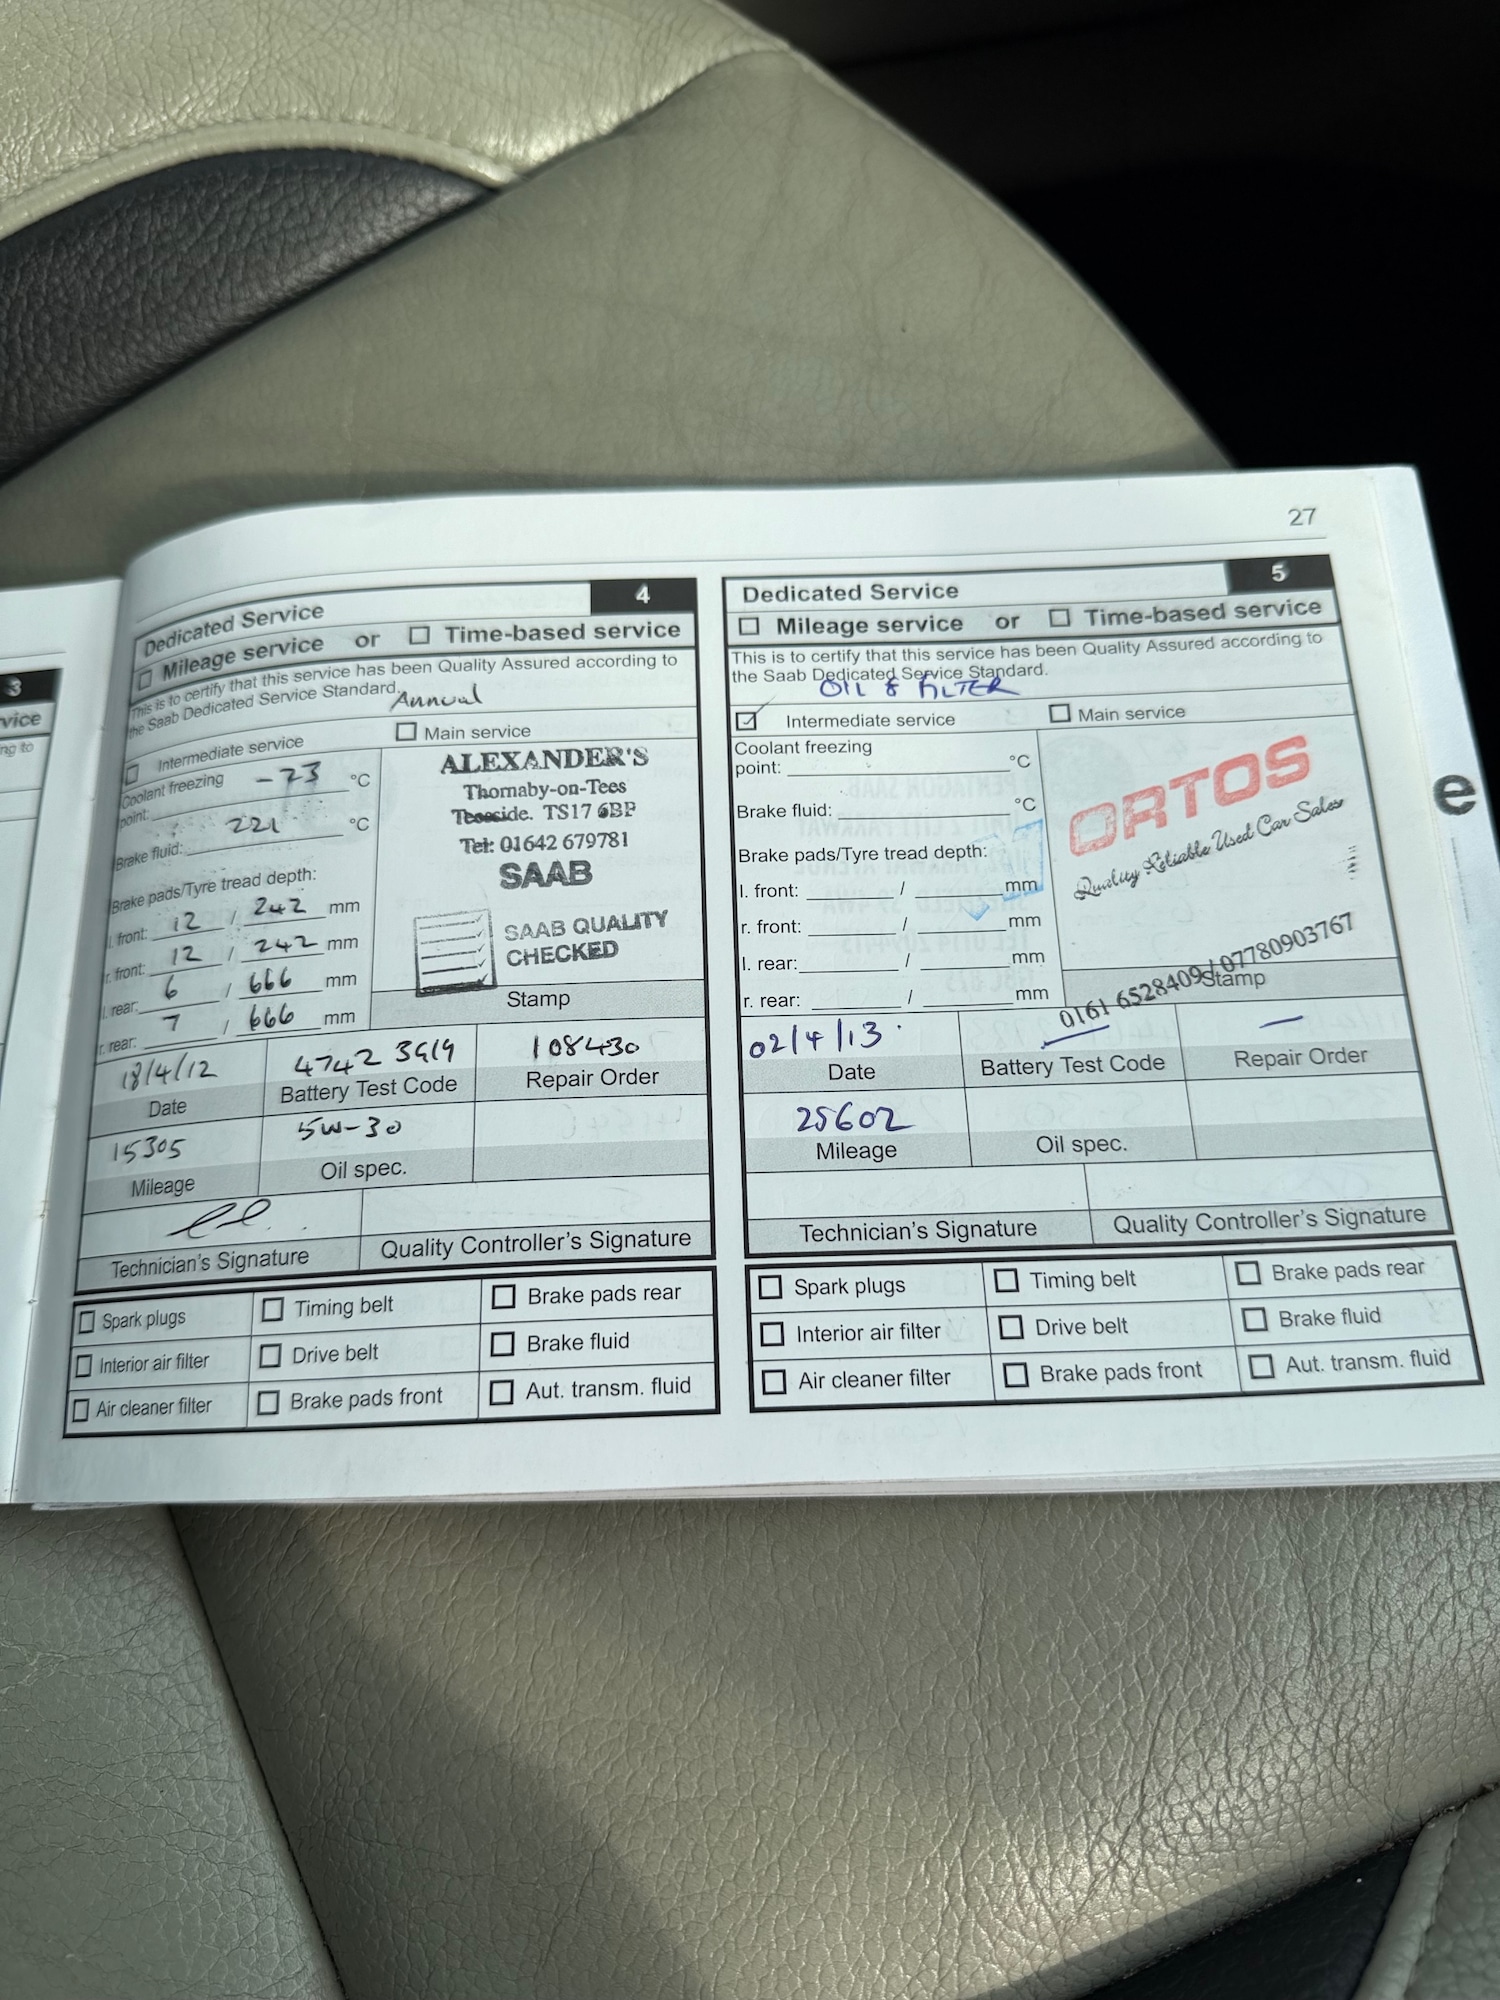 27
3
vice
ng to
Dedicated Service
4
Mileage service or Time-based service
This is to certify that this service has been Quality Assured according to
the Saab Dedicated Service Standard.
Annual
Intermediate service
Main service
Coolant freezing
point: -23 °C
Brake fluid: 221 °C
Brake pads/Tyre tread depth:
l. front: 12 / 242 mm
r. front: 12 / 242 mm
l. rear: 6 / 666 mm
r. rear: 7 / 666 mm
ALEXANDER'S
Thornaby-on-Tees
Teesside. TS17 6BP
Tel: 01642 679781
SAAB
SAAB QUALITY
CHECKED
Stamp
18/4/12
Date
4742 3G19
Battery Test Code
108430
Repair Order
15305
Mileage
5W-30
Oil spec.
Technician's Signature
Quality Controller's Signature
Spark plugs
Timing belt
Brake pads rear
Interior air filter
Drive belt
Brake fluid
Air cleaner filter
Brake pads front
Aut. transm. fluid
Dedicated Service
5
Mileage service or Time-based service
This is to certify that this service has been Quality Assured according to
the Saab Dedicated Service Standard.
OIL & FILTER
Intermediate service
Main service
Coolant freezing
point: °C
Brake fluid: °C
Brake pads/Tyre tread depth:
l. front: / mm
r. front: / mm
l. rear: / mm
r. rear: / mm
ORTOS
Quality Reliable Used Car Sales
0161 6528409 / 07780903767
Stamp
02/4/13
Date
Battery Test Code
Repair Order
25602
Mileage
Oil spec.
Technician's Signature
Quality Controller's Signature
Spark plugs
Timing belt
Brake pads rear
Interior air filter
Drive belt
Brake fluid
Air cleaner filter
Brake pads front
Aut. transm. fluid
e